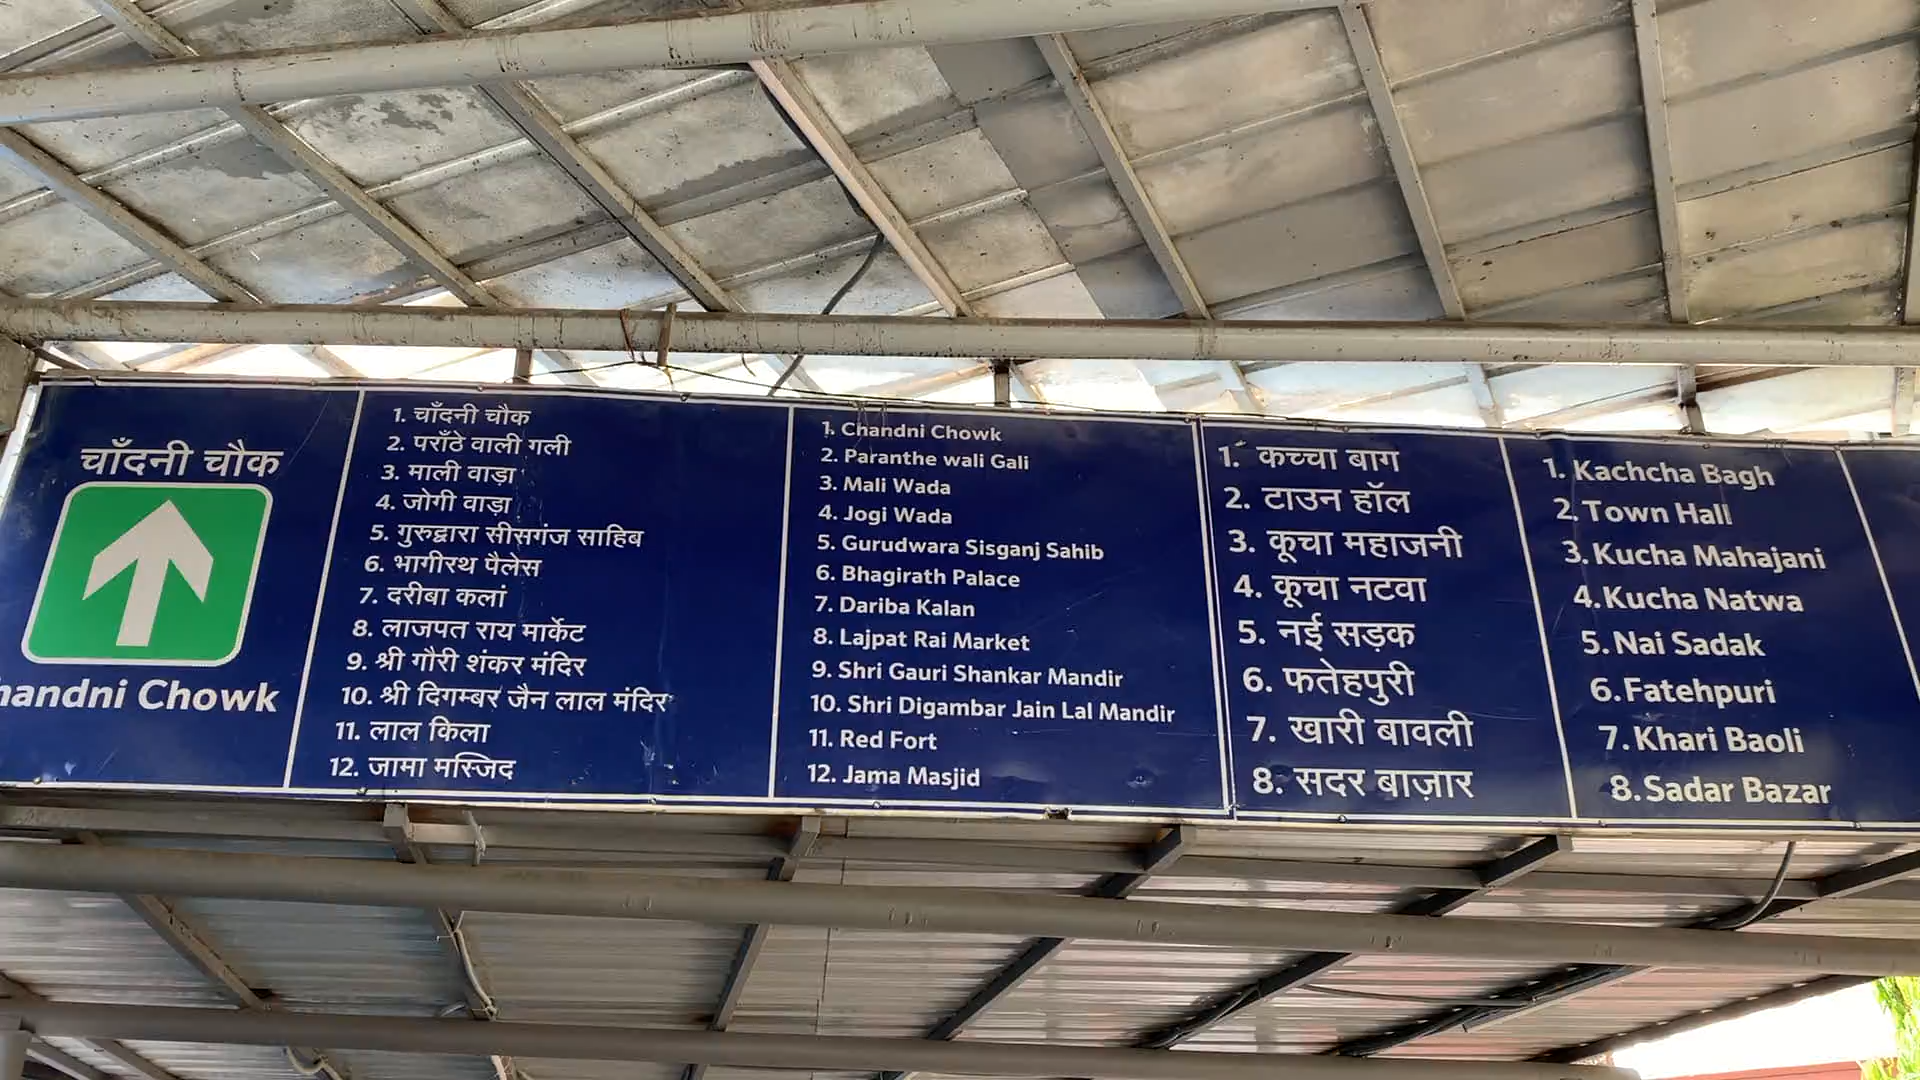 चाँदनी चौक
handni Chowk
1. चाँदनी चौक
2. पराँठे वाली गली
3. माली वाड़ा
4. जोगी वाड़ा
5. गुरुद्वारा सीसगंज साहिब
6. भागीरथ पैलेस
7. दरीबा कलां
8. लाजपत राय मार्केट
9. श्री गौरी शंकर मंदिर
10. श्री दिगम्बर जैन लाल मंदिर
11. लाल किला
12. जामा मस्जिद
1. Chandni Chowk
2. Paranthe wali Gali
3. Mali Wada
4. Jogi Wada
5. Gurudwara Sisganj Sahib
6. Bhagirath Palace
7. Dariba Kalan
8. Lajpat Rai Market
9. Shri Gauri Shankar Mandir
10. Shri Digambar Jain Lal Mandir
11. Red Fort
12. Jama Masjid
1. कच्चा बाग
2. टाउन हॉल
3. कूचा महाजनी
4. कूचा नटवा
5. नई सड़क
6. फतेहपुरी
7. खारी बावली
8. सदर बाज़ार
1. Kachcha Bagh
2. Town Hall
3. Kucha Mahajani
4. Kucha Natwa
5. Nai Sadak
6. Fatehpuri
7. Khari Baoli
8. Sadar Bazar